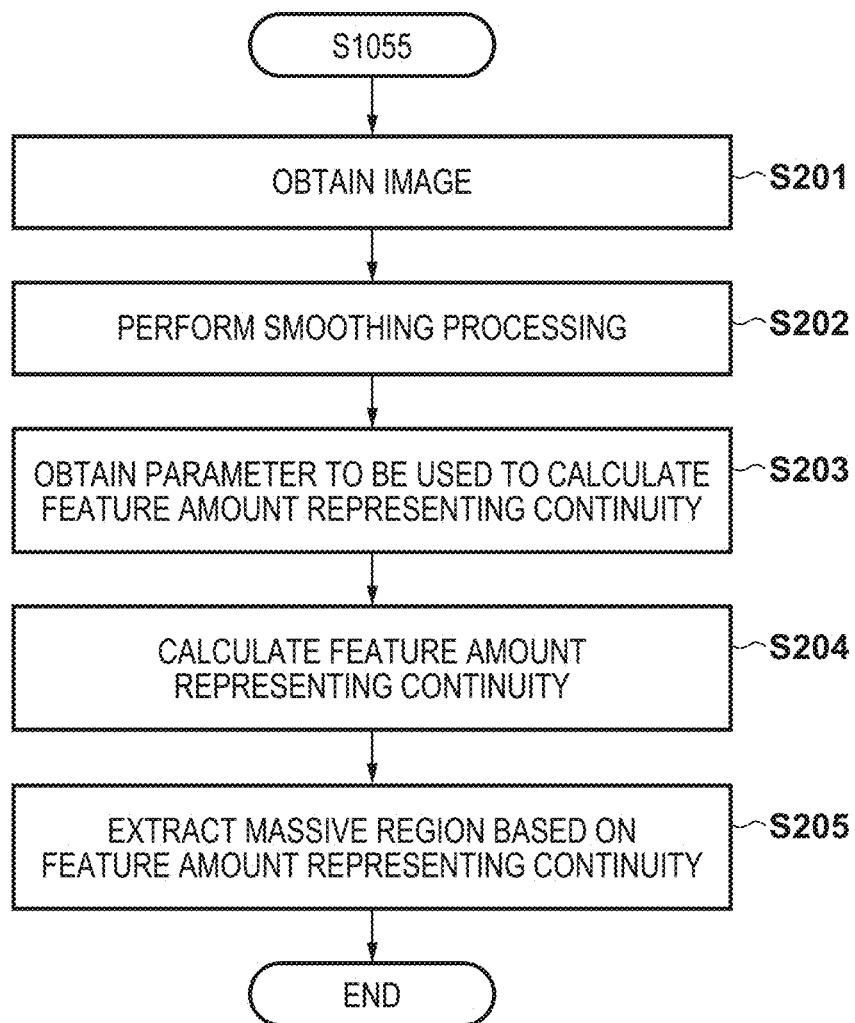 S1055
OBTAIN IMAGE
S201
PERFORM SMOOTHING PROCESSING
S202
OBTAIN PARAMETER TO BE USED TO CALCULATE
FEATURE AMOUNT REPRESENTING CONTINUITY
S203
CALCULATE FEATURE AMOUNT
REPRESENTING CONTINUITY
S204
EXTRACT MASSIVE REGION BASED ON
FEATURE AMOUNT REPRESENTING CONTINUITY
S205
END